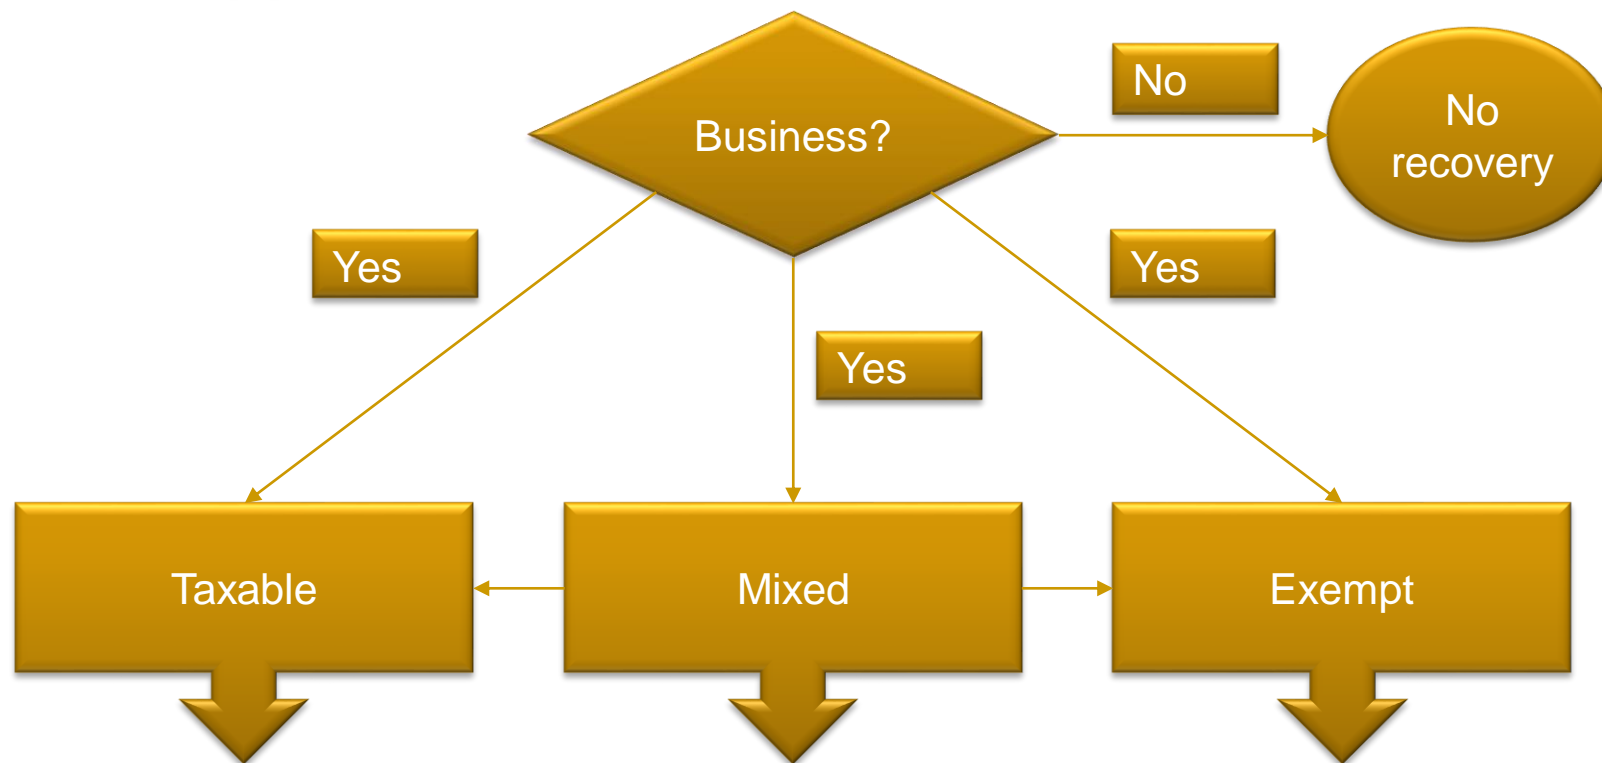 Business?
No
No
recovery
Yes
Yes
Yes
Taxable
Mixed
Exempt